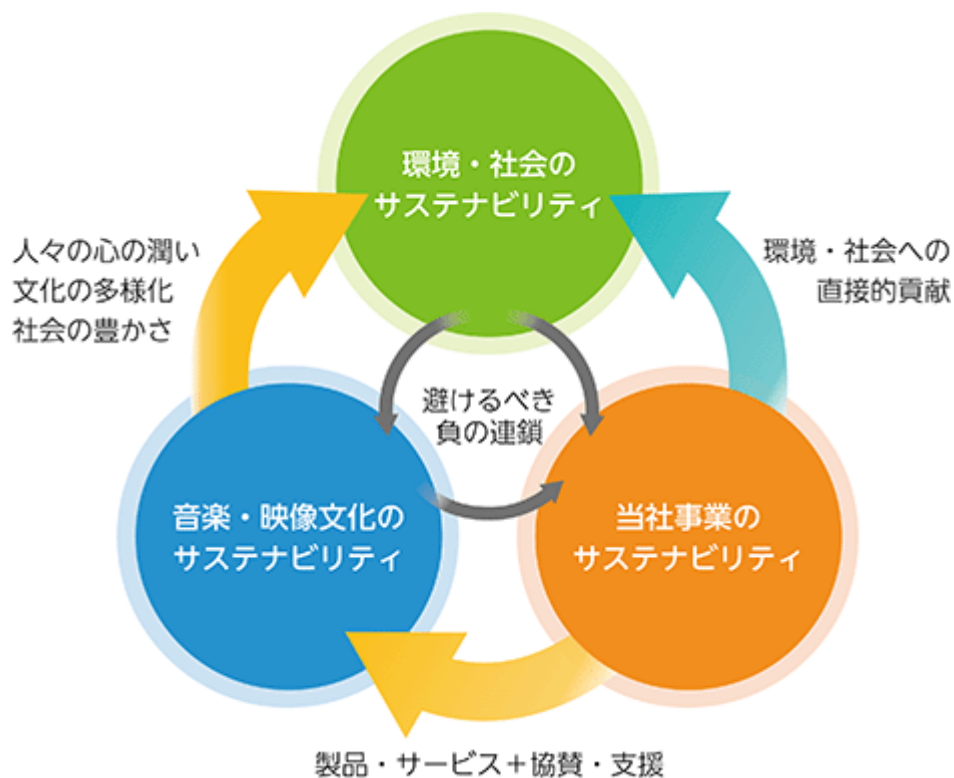 環境・社会の
サステナビリティ
人々の心の潤い
文化の多様化
社会の豊かさ
環境・社会への
直接的貢献
避けるべき
負の連鎖
音楽・映像文化の
サステナビリティ
当社事業の
サステナビリティ
製品・サービス＋協賛・支援